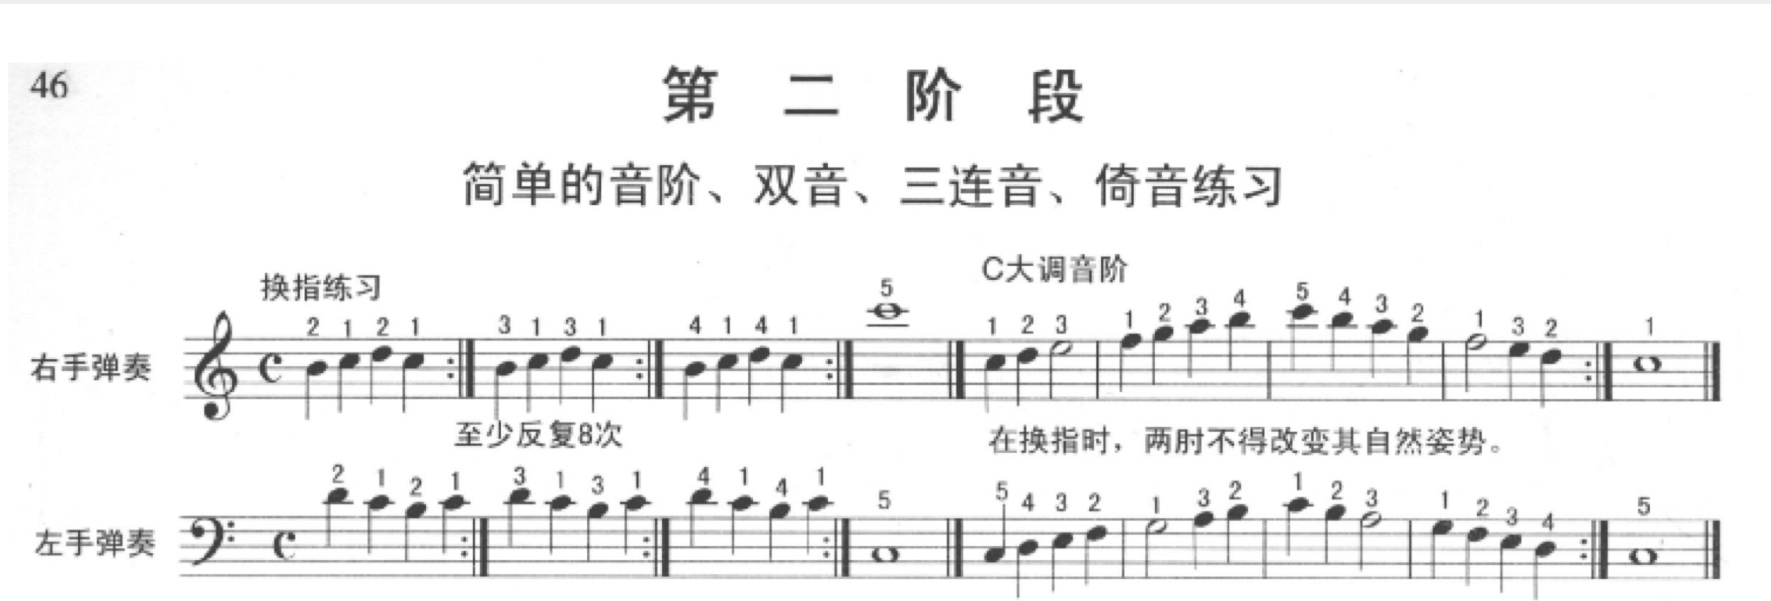 46
第二阶段
简单的音阶、双音、三连音、倚音练习
换指练习
C大调音阶
2 1 2 1 3 1 3 1 4 1 4 1 5 1 2 3 1 2 3 4 5 4 3 2 1 3 2 1
右手弹奏
至少反复8次
在换指时，两肘不得改变其自然姿势。
2 1 2 1 3 1 3 1 4 1 4 1 5 5 4 3 2 1 3 2 1 2 3 1 2 3 4 5
左手弹奏